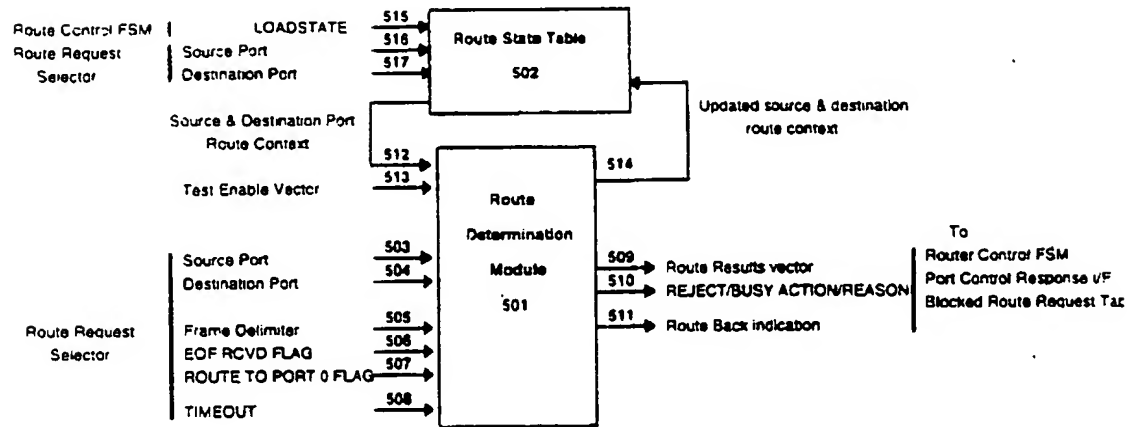 515
Route Control FSM LOADSTATE
516
Route Request Selector
Source Port
517
Destination Port
Route State Table
502
Source & Destination Port
Route Context
Updated source & destination
route context
512
513
Test Enable Vector
514
Route
Determination
Module
501
503
Source Port
504
Destination Port
Route Request
Selector
505
Frame Delimiter
506
EOF RCVD FLAG
507
ROUTE TO PORT 0 FLAG
508
TIMEOUT
509
Route Results vector
510
REJECT/BUSY ACTION/REASON
511
Route Back indication
To
Router Control FSM
Port Control Response I/F
Blocked Route Request Tab